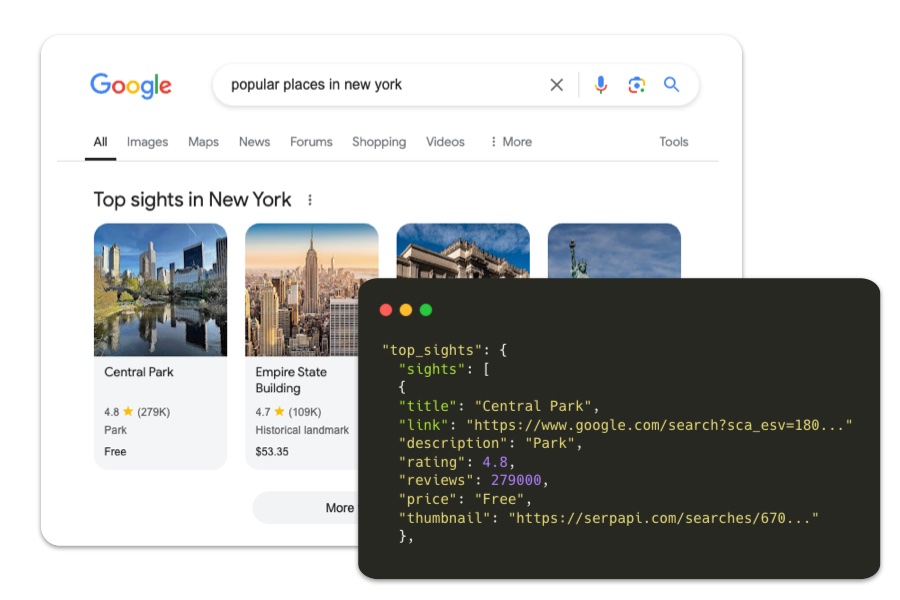 Google
popular places in new york
All Images Maps News Forums Shopping Videos More Tools
Top sights in New York
Central Park
4.8 (279K)
Park
Free
Empire State
Building
4.7 (109K)
Historical landmark
$53.35
More
"top_sights": {
"sights": [
{
"title": "Central Park",
"link": "https://www.google.com/search?sca_esv=180..."
"description": "Park",
"rating": 4.8,
"reviews": 279000,
"price": "Free",
"thumbnail": "https://serpapi.com/searches/670..."
},